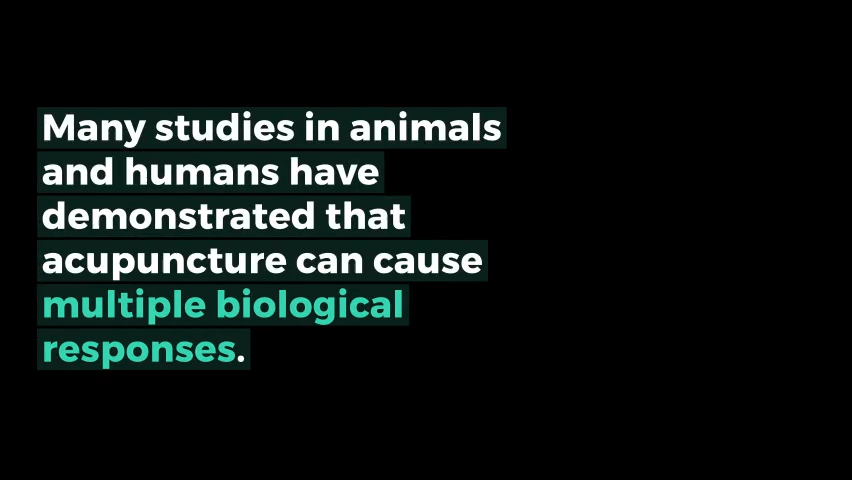 Many studies in animals
and humans have
demonstrated that
acupuncture can cause
multiple biological
responses.